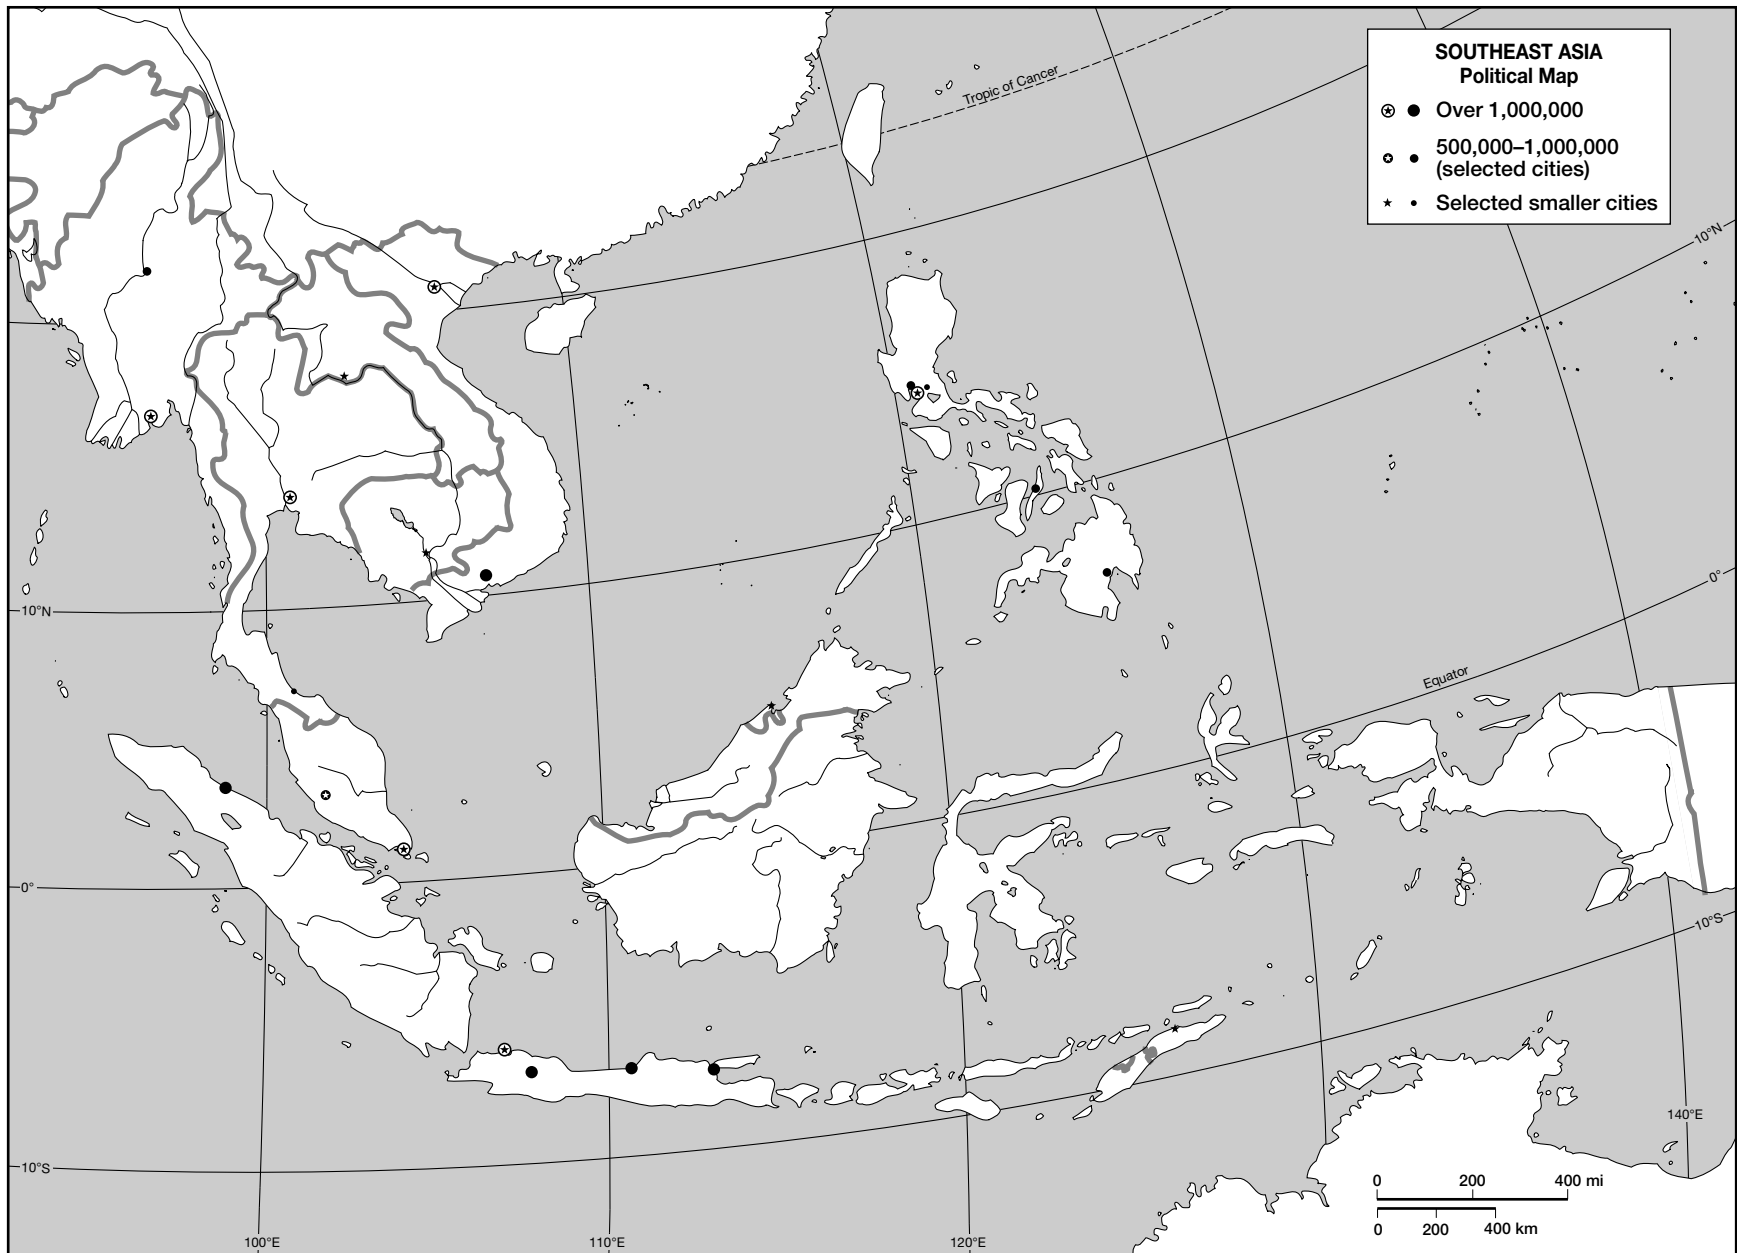 SOUTHEAST ASIA
Political Map
Over 1,000,000
500,000–1,000,000
(selected cities)
Selected smaller cities
Tropic of Cancer
10°N
Equator
0°
10°N
0°
10°S
10°S
140°E
0 200 400 mi
0 200 400 km
100°E 110°E 120°E